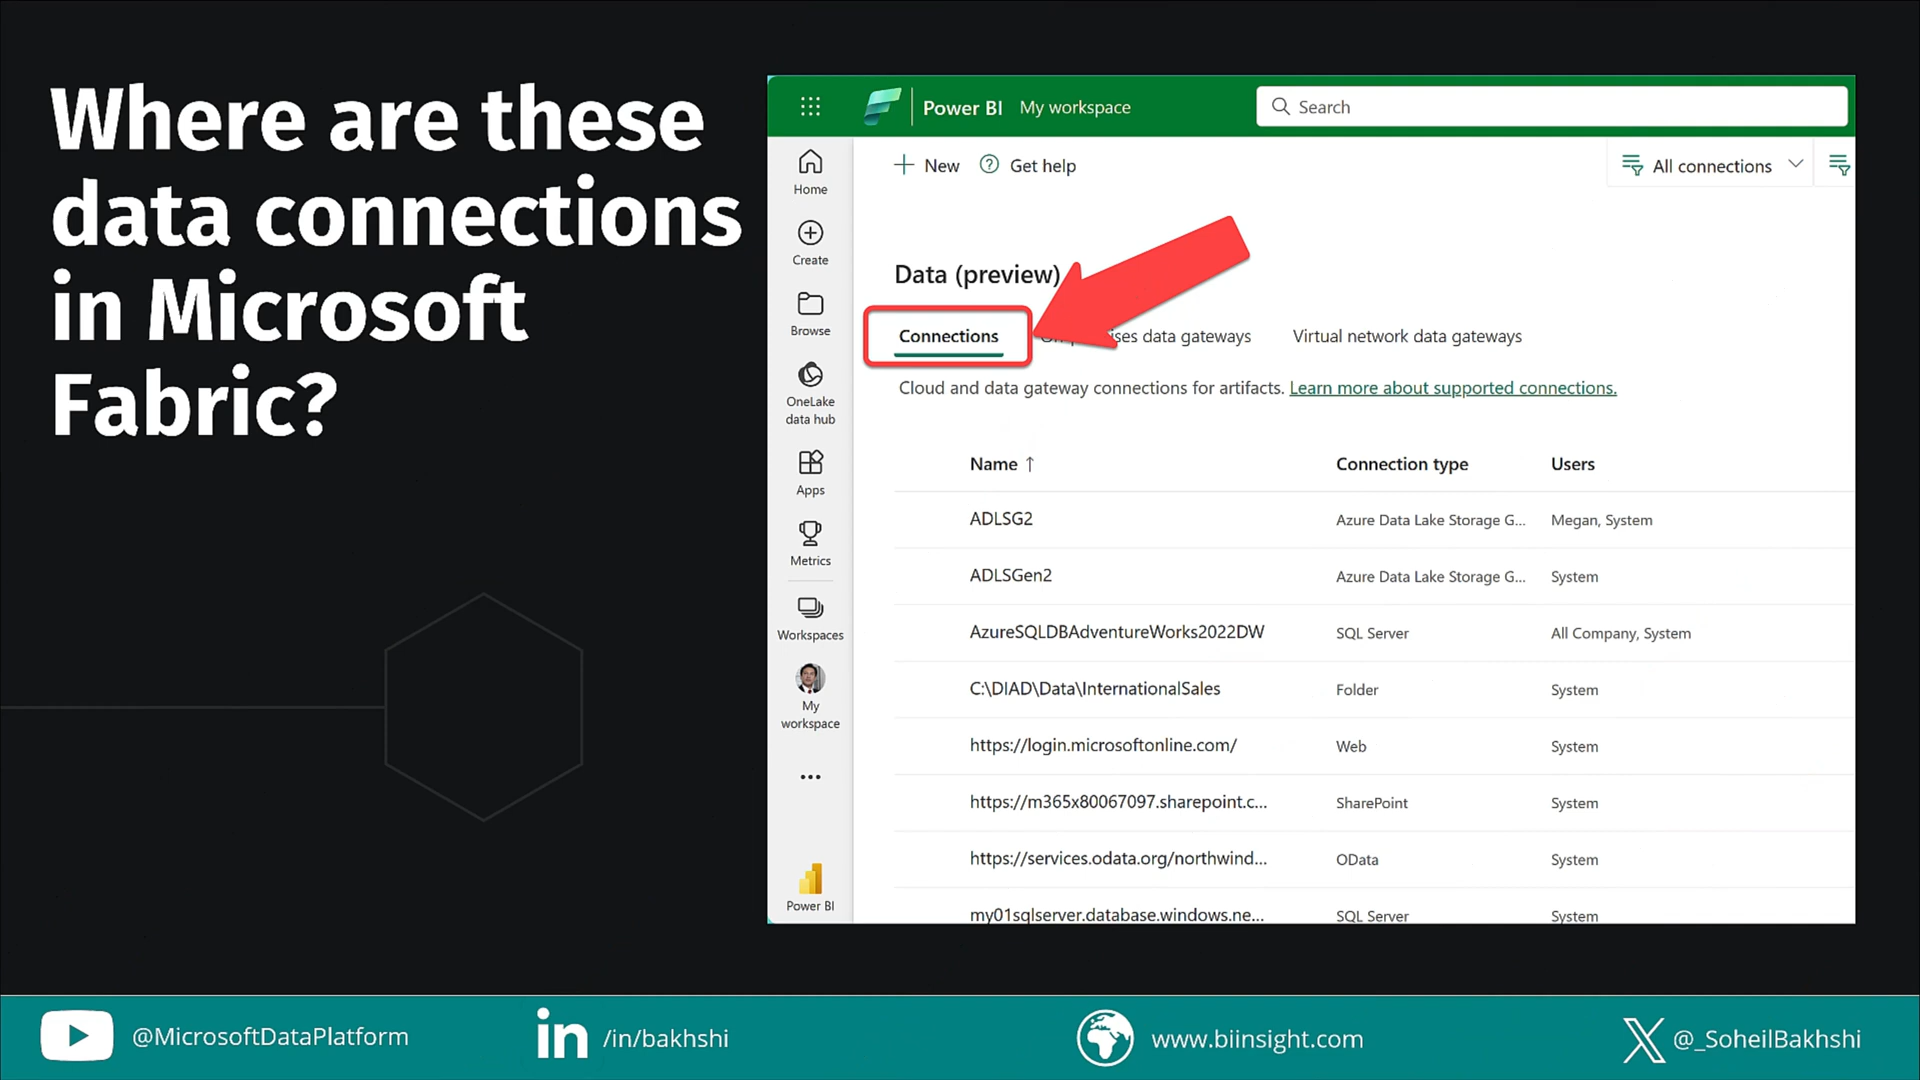 Where are these
data connections
in Microsoft
Fabric?
Power BI My workspace
Search
Home
Create
Browse
OneLake
data hub
Apps
Metrics
Workspaces
My
workspace
Power BI
New Get help
All connections
Data (preview)
Connections
data gateways
Virtual network data gateways
Cloud and data gateway connections for artifacts. Learn more about supported connections.
Name ↑ Connection type Users
ADLSG2 Azure Data Lake Storage G... Megan, System
ADLSGen2 Azure Data Lake Storage G... System
AzureSQLDBAdventureWorks2022DW SQL Server All Company, System
C:\DIAD\Data\InternationalSales Folder System
https://login.microsoftonline.com/ Web System
https://m365x80067097.sharepoint.c... SharePoint System
https://services.odata.org/northwind... OData System
my01sqlserver.database.windows.ne... SQL Server System
@MicrosoftDataPlatform
in /in/bakhshi
www.biinsight.com
X @_SoheilBakhshi